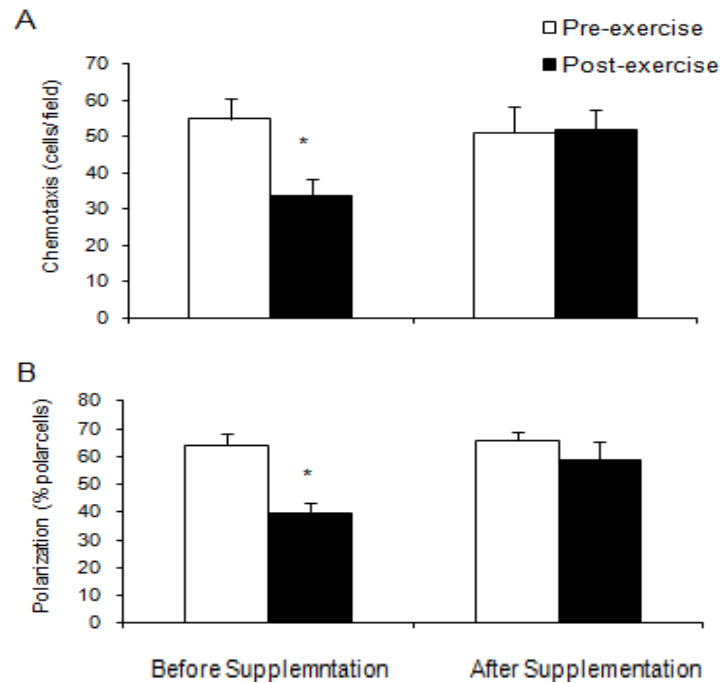 A
Pre-exercise
Post-exercise
Chemotaxis (cells/field)
70
60
50
40
30
20
10
0
*
B
Polarization (% polarcells)
80
70
60
50
40
30
20
10
0
*
Before Supplemntation
After Supplementation